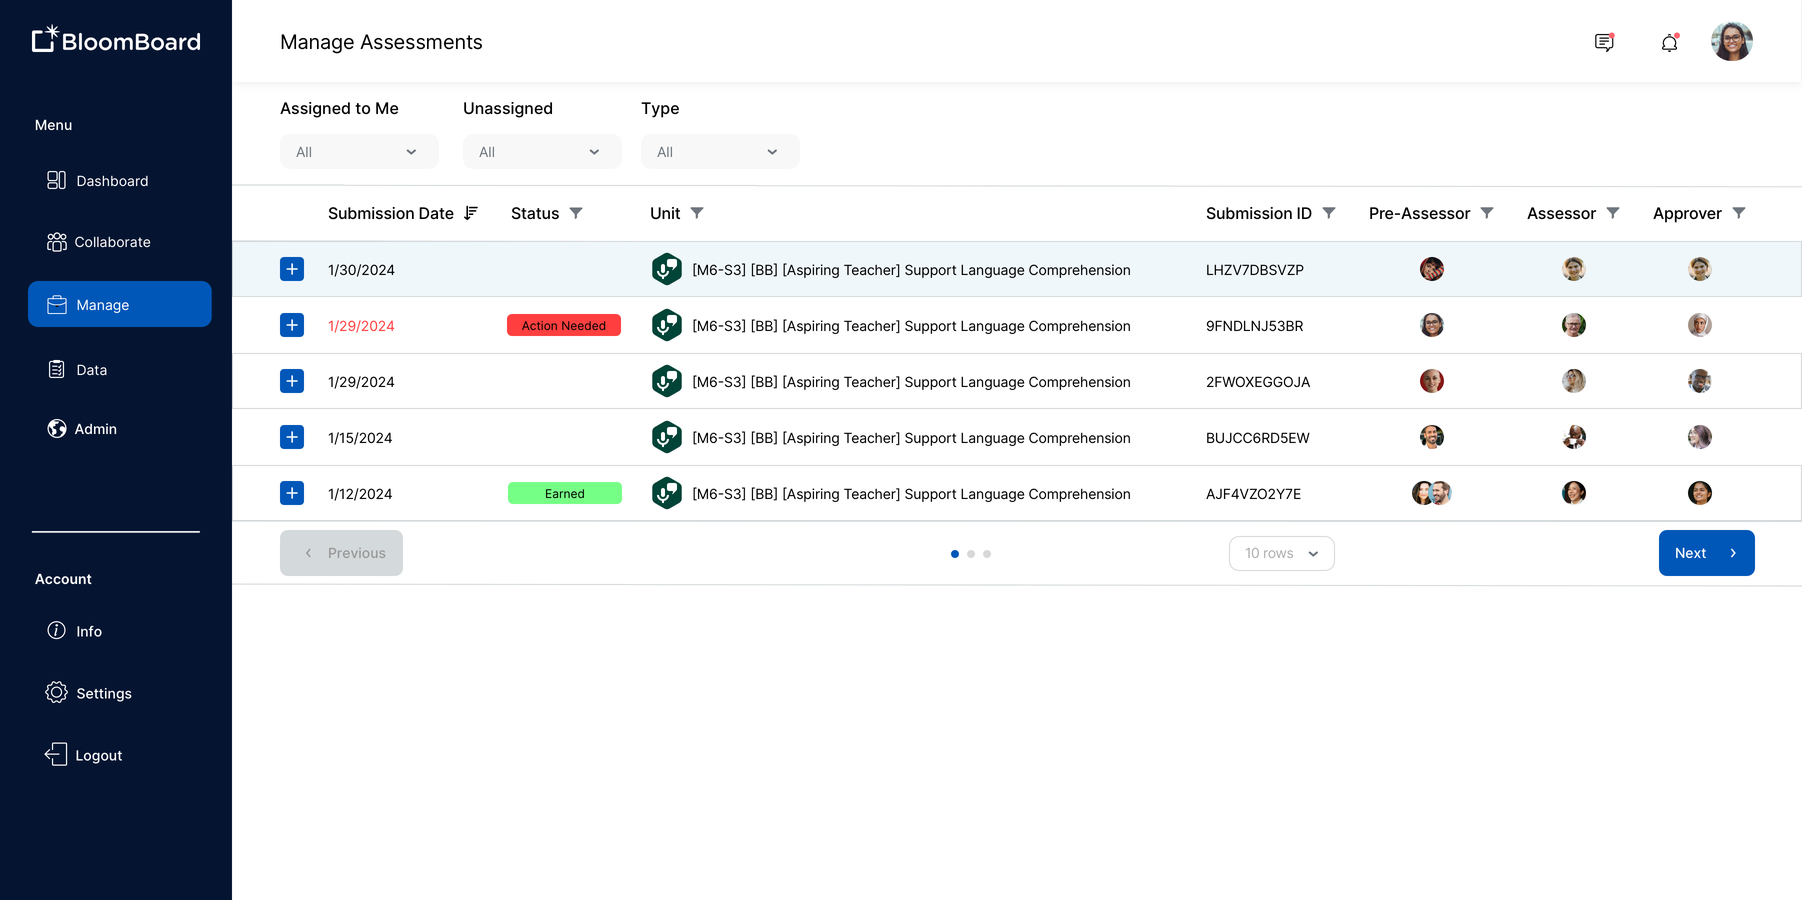 BloomBoard
Manage Assessments
Menu
Dashboard
Collaborate
Manage
Data
Admin
Account
Info
Settings
Logout
Assigned to Me Unassigned Type
All All All
Submission Date Status Unit Submission ID Pre-Assessor Assessor Approver
1/30/2024 [M6-S3] [BB] [Aspiring Teacher] Support Language Comprehension LHZV7DBSVZP
1/29/2024 Action Needed [M6-S3] [BB] [Aspiring Teacher] Support Language Comprehension 9FNDLNJ53BR
1/29/2024 [M6-S3] [BB] [Aspiring Teacher] Support Language Comprehension 2FWOXEGGOJA
1/15/2024 [M6-S3] [BB] [Aspiring Teacher] Support Language Comprehension BUJCC6RD5EW
1/12/2024 Earned [M6-S3] [BB] [Aspiring Teacher] Support Language Comprehension AJF4VZO2Y7E
Previous 10 rows Next